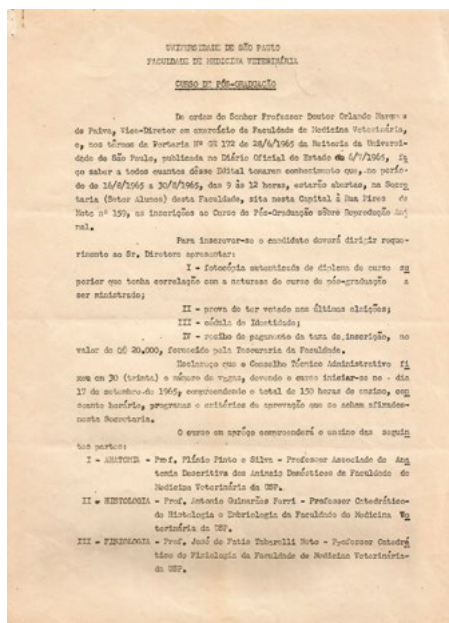 UNIVERSIDADE DE SÃO PAULO
FACULDADE DE MEDICINA VETERINÁRIA
CURSO DE PÓS-GRADUAÇÃO
De ordem do Senhor Professor Doutor Orlando Marques
de Paiva, Vice-Diretor em exercício da Faculdade de Medicina Veterinária,
e, nos têrmos da Portaria Nº GR 172 de 28/6/1965 da Reitoria da Universi-
dade de São Paulo, publicada no Diário Oficial do Estado de 6/7/1965, fa
ço saber a todos quantos dêsse Edital tomarem conhecimento que, no perío-
do de 16/8/1965 a 30/8/1965, das 9 às 12 horas, estarão abertas, na Secre
taria (Setor Alunos) desta Faculdade, sita nesta Capital à Rua Pires de
Mota nº 159, as inscrições ao Curso de Pós-Graduação sôbre Reprodução Ani
mal.
Para inscrever-se o candidato deverá dirigir reque-
rimento ao Sr. Diretor e apresentar:
I - fotocópia autenticada de diploma de curso su
perior que tenha correlação com a natureza do curso de pós-graduação a
ser ministrado;
II - prova de ter votado nas últimas eleições;
III - cédula de Identidade;
IV - recibo de pagamento da taxa de inscrição, no
valor de Cr$ 20.000, fornecido pela Tesouraria da Faculdade.
Esclareço que o Conselho Técnico Administrativo fi
xou em 30 (trinta) o número de vagas, devendo o curso iniciar-se no dia
17 de setembro de 1965, compreendendo o total de 150 horas de ensino, con
soante horário, programas e critérios de aprovação que se acham afixados-
nesta Secretaria.
O curso em aprêço compreenderá o ensino das seguin
tes partes:
I - ANATOMIA - Prof. Plínio Pinto e Silva - Professor Associado de Ana
tomia Descritiva dos Animais Domésticos da Faculdade de
Medicina Veterinária da USP.
II - HISTOLOGIA - Prof. Antonio Guimarães Ferri - Professor Catedrático-
de Histologia e Embriologia da Faculdade de Medicina Ve
terinária da USP.
III - FISIOLOGIA - Prof. José de Fatis Tabarelli Neto - Professor Catedrá
tico de Fisiologia da Faculdade de Medicina Veterinária-
da USP.